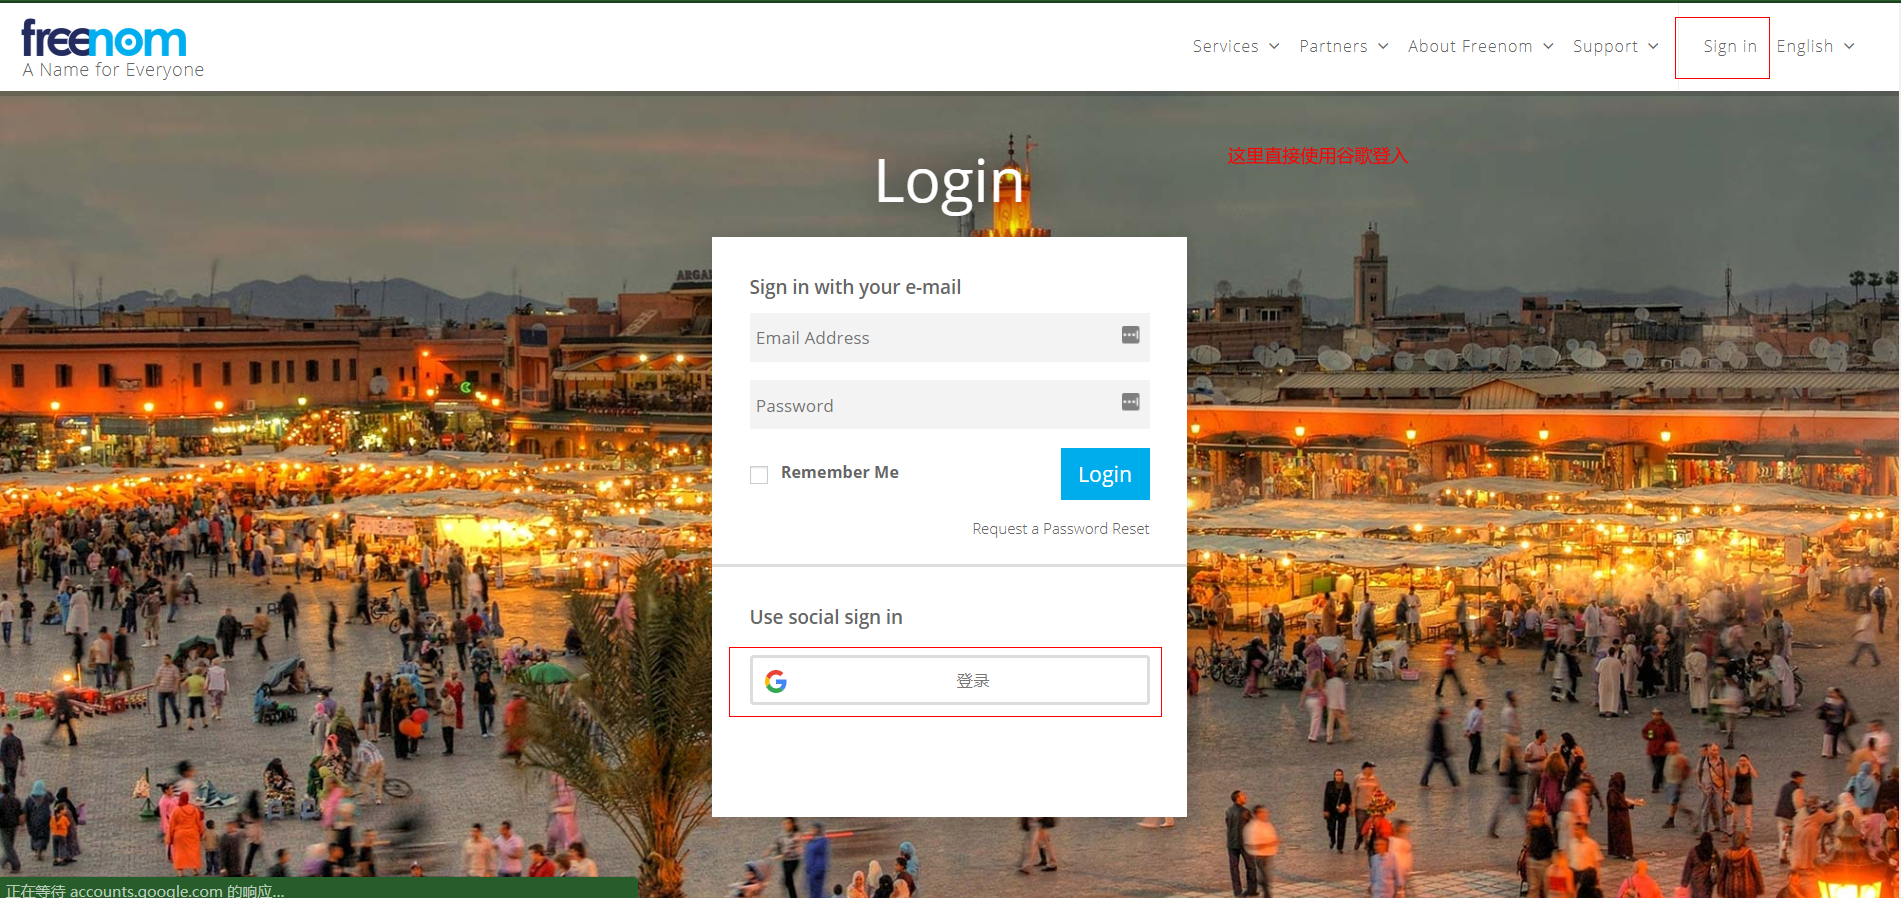 freenom
A Name for Everyone
Services
Partners
About Freenom
Support
Sign in
English
这里直接使用谷歌登入
Login
ARGAN
Sign in with your e-mail
Email Address
Password
Remember Me
Login
Request a Password Reset
Use social sign in
登录
正在等待 accounts.google.com 的响应...